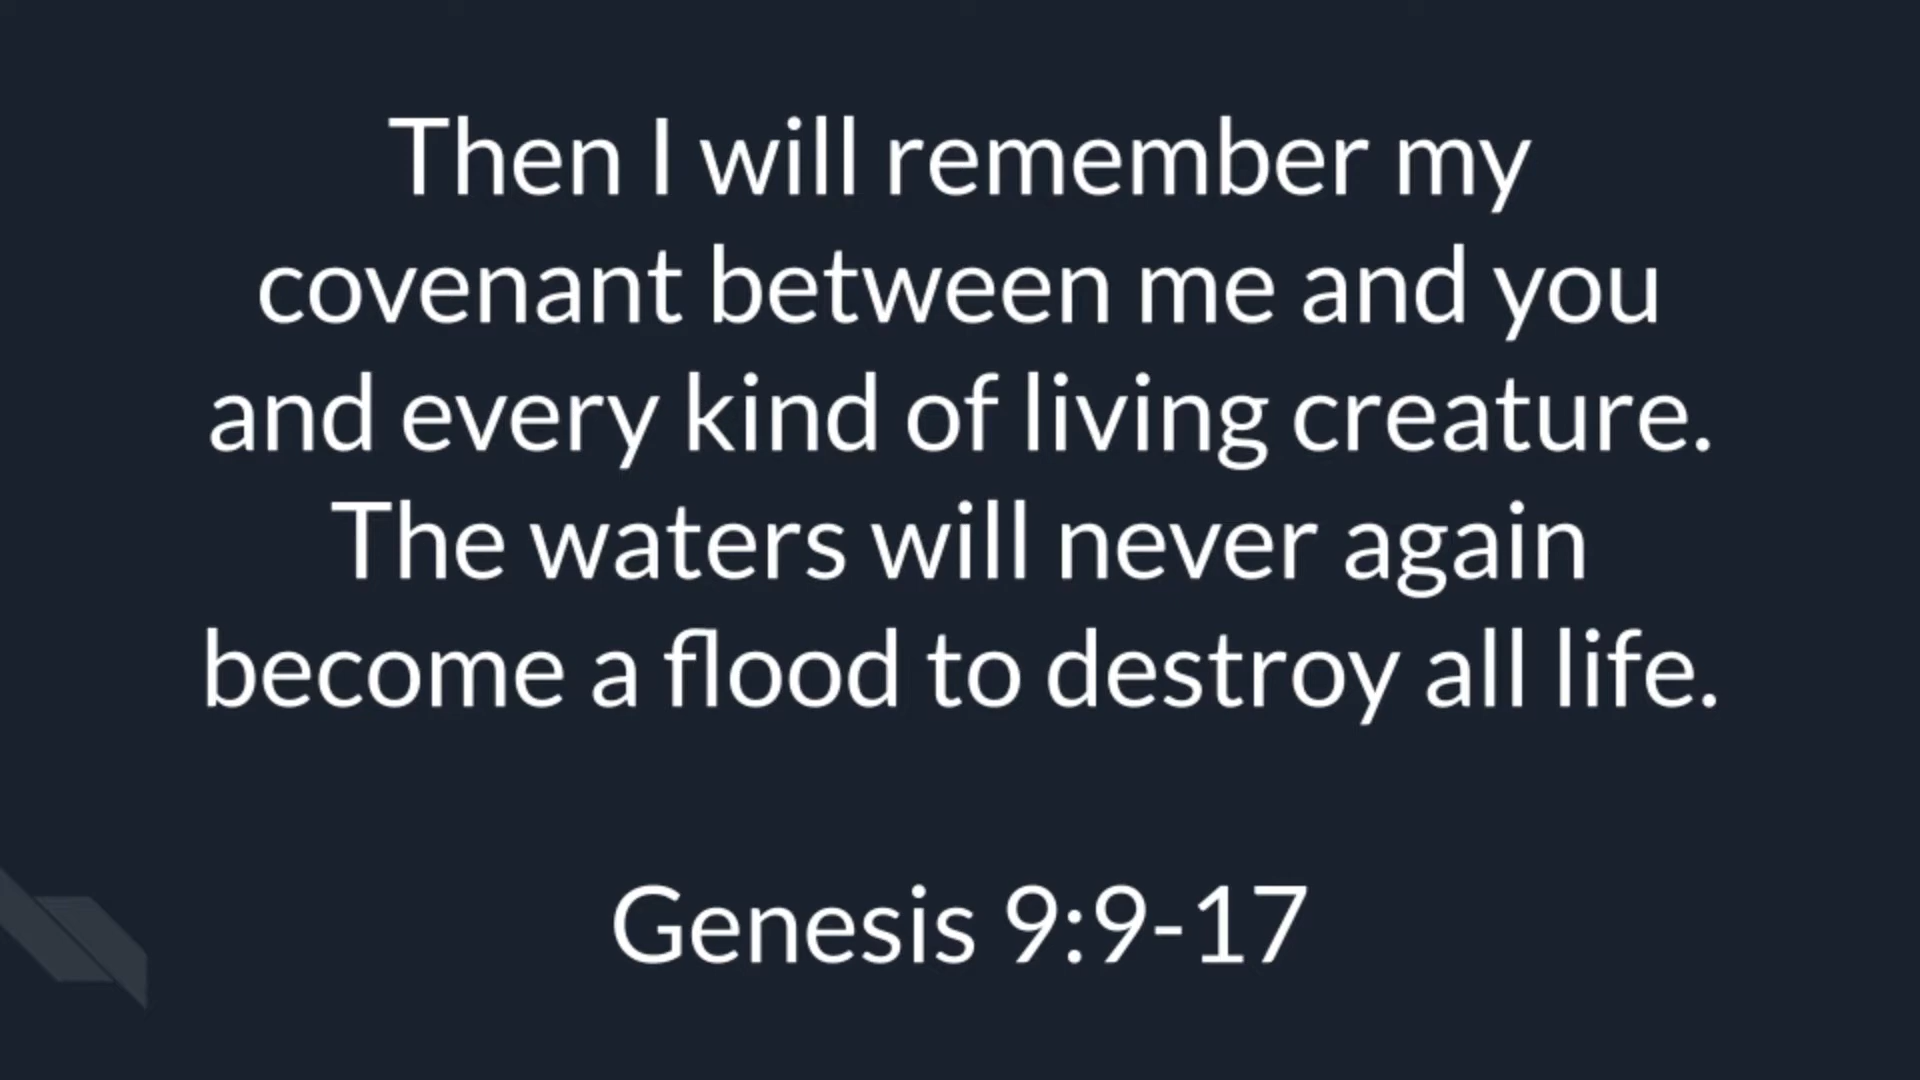 Then I will remember my
covenant between me and you
and every kind of living creature.
The waters will never again
become a flood to destroy all life.
Genesis 9:9-17